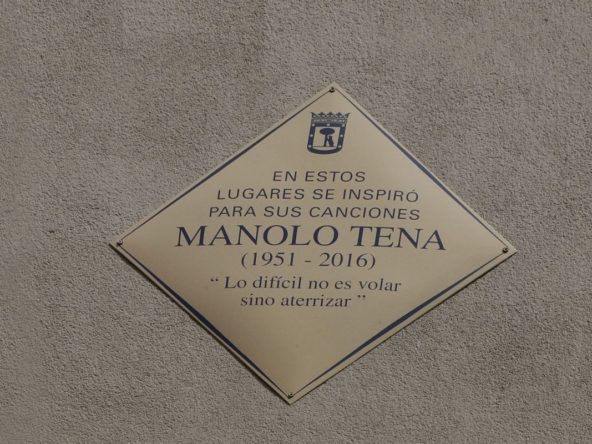 EN ESTOS
LUGARES SE INSPIRÓ
PARA SUS CANCIONES
MANOLO TENA
(1951 - 2016)
“ Lo difícil no es volar
sino aterrizar ”